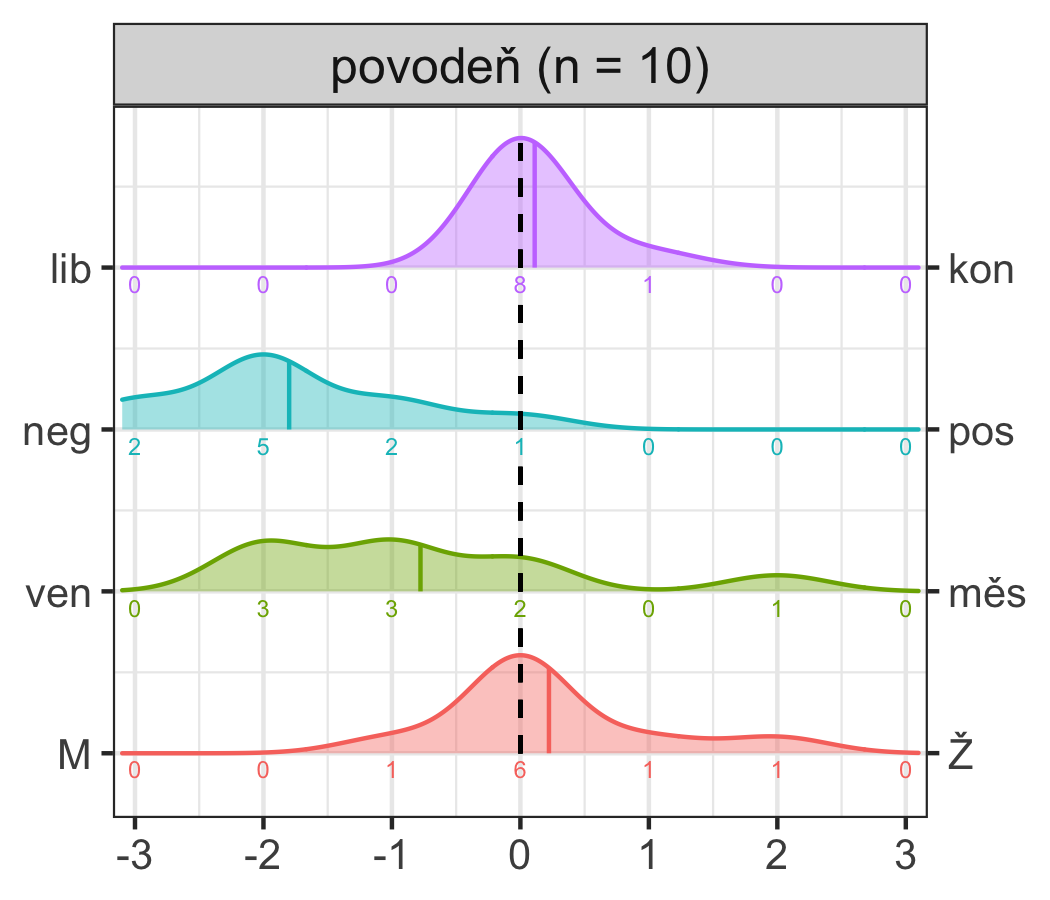 povodeň (n = 10)
lib kon
0 0 0 8 1 0 0
neg pos
2 5 2 1 0 0 0
ven měs
0 3 3 2 0 1 0
M Ž
0 0 1 6 1 1 0
-3 -2 -1 0 1 2 3